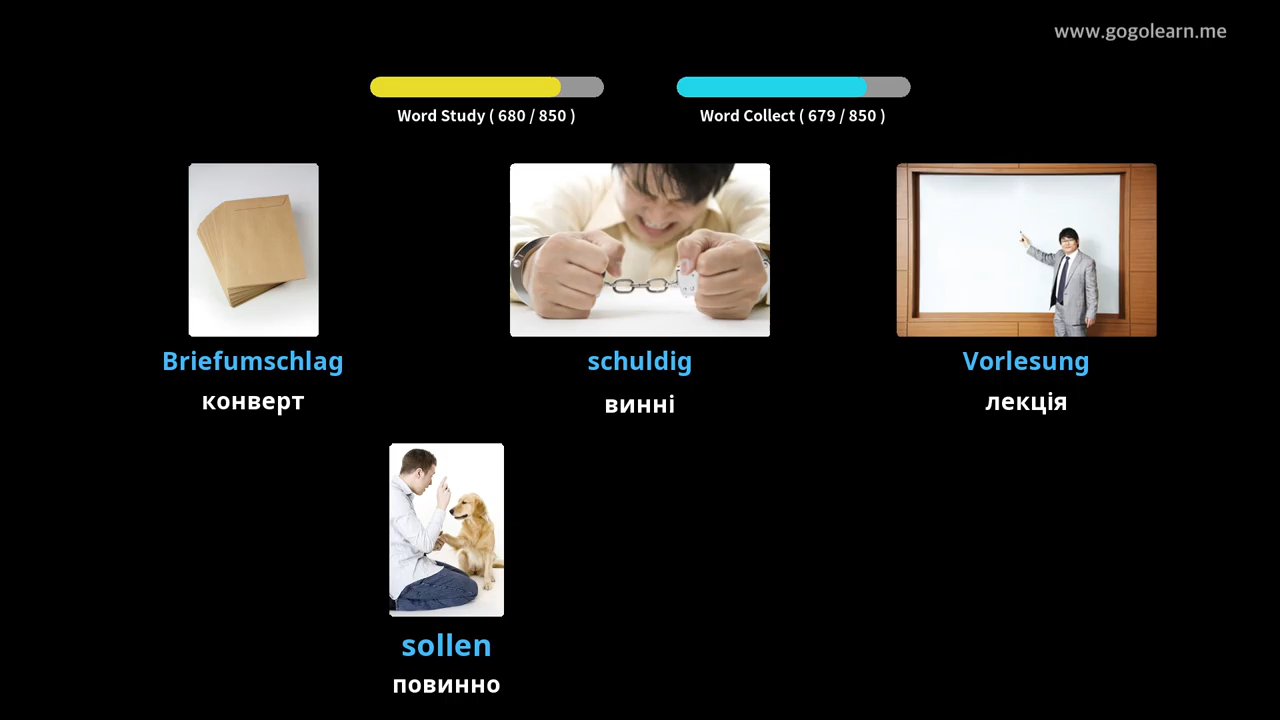 www.gogolearn.me
Word Study ( 680 / 850 )
Word Collect ( 679 / 850 )
Briefumschlag
конверт
schuldig
винні
Vorlesung
лекція
sollen
повинно